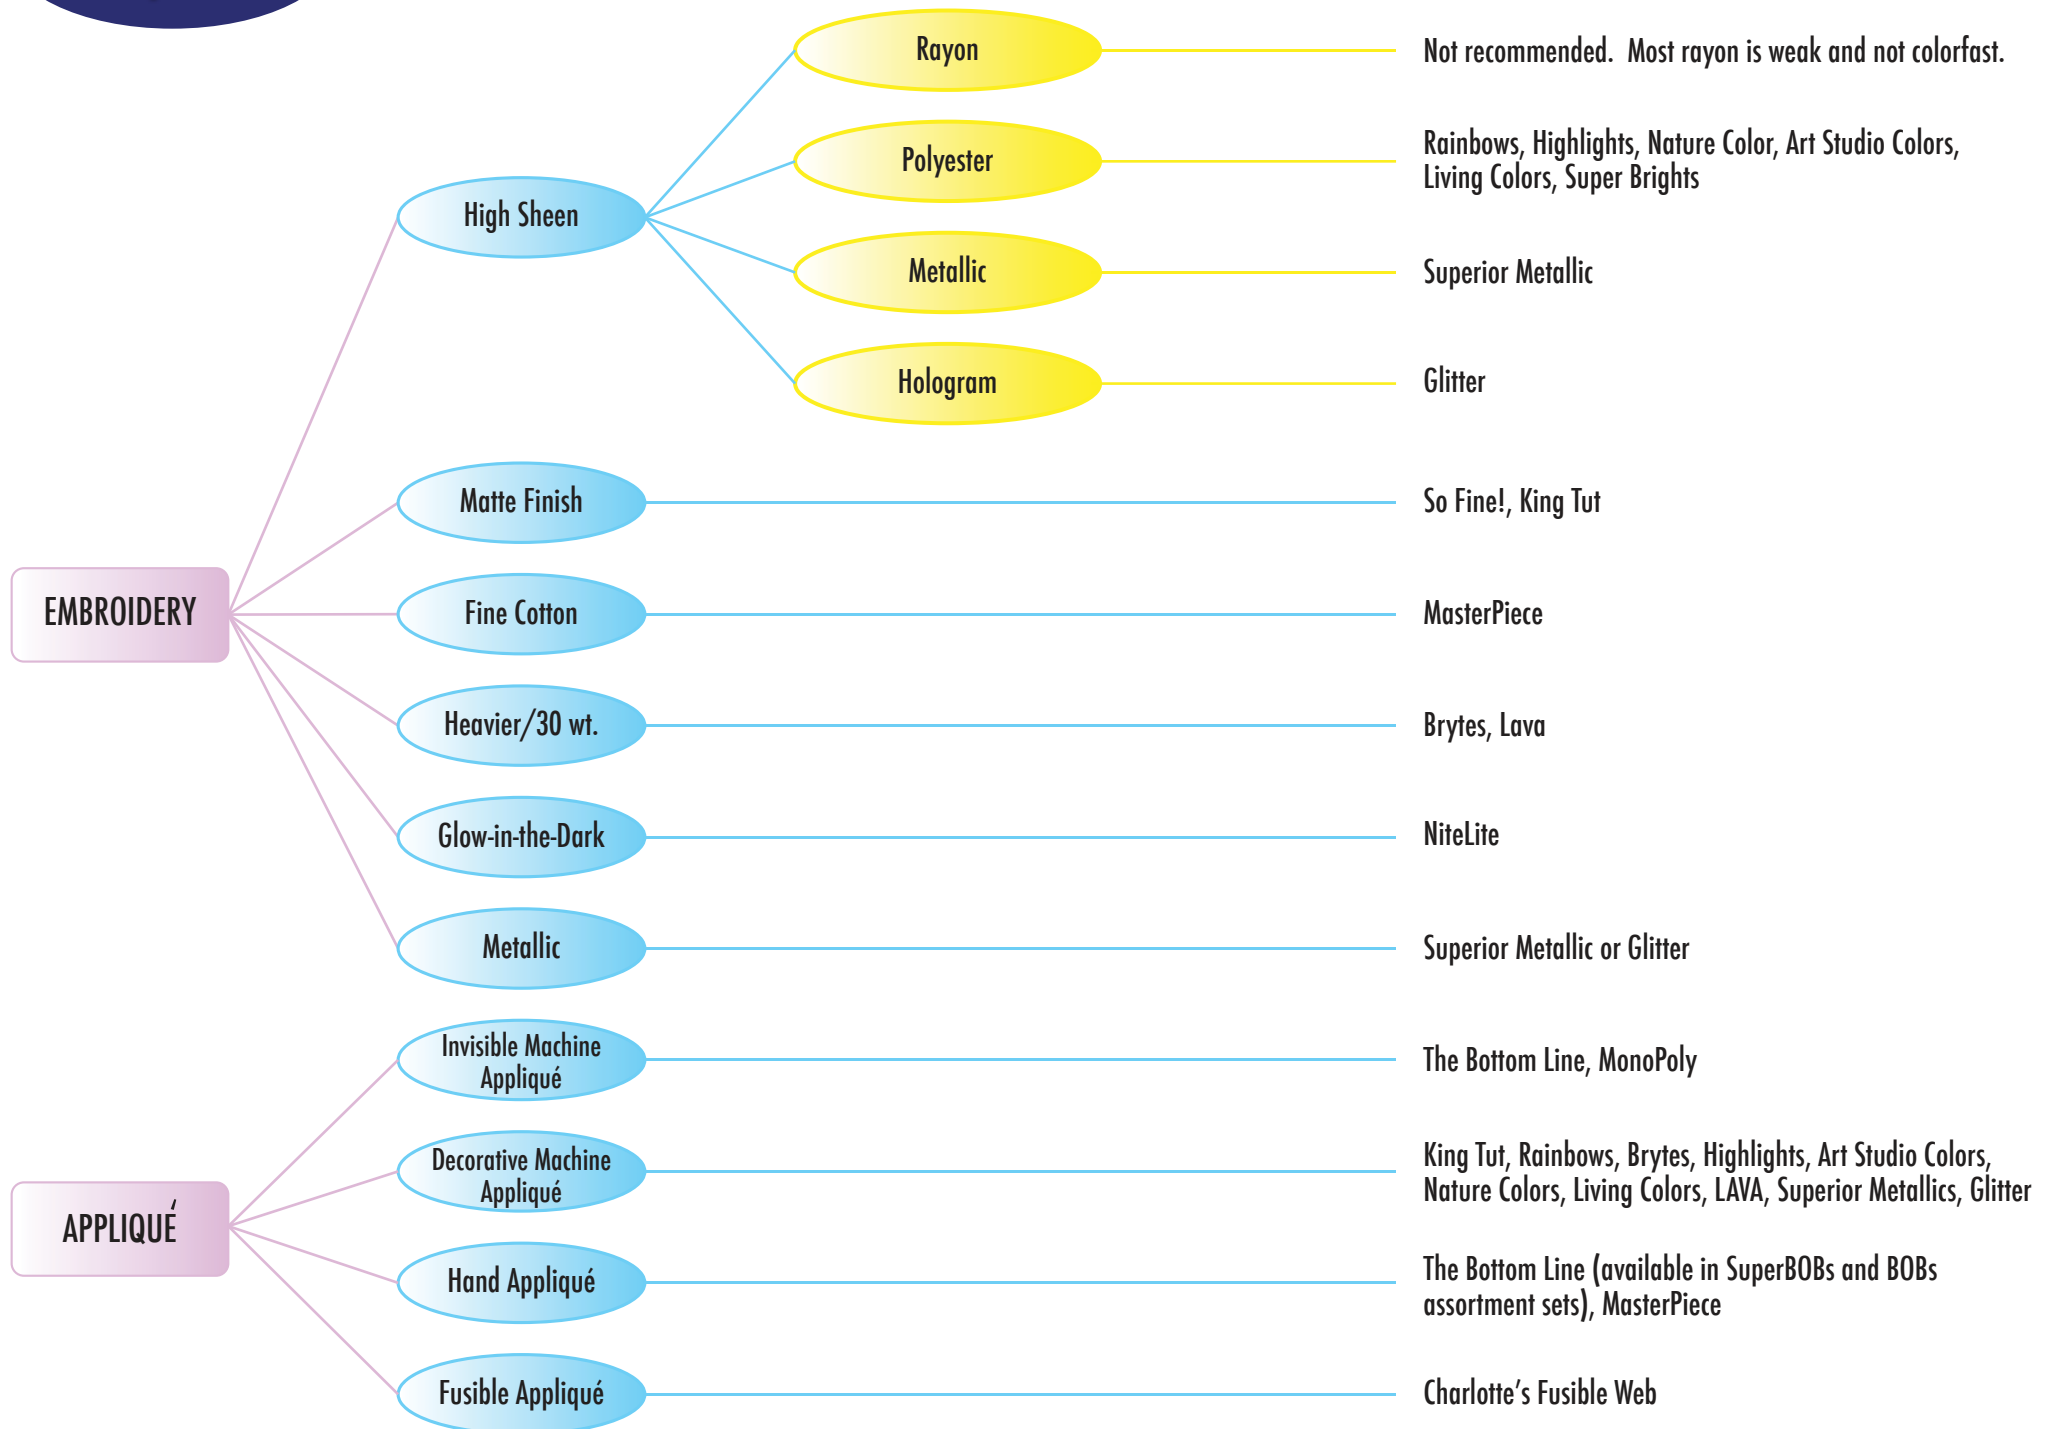 Rayon
Not recommended.  Most rayon is weak and not colorfast.
Polyester
Rainbows, Highlights, Nature Color, Art Studio Colors,
Living Colors, Super Brights
High Sheen
Metallic
Superior Metallic
Hologram
Glitter
Matte Finish
So Fine!, King Tut
EMBROIDERY
Fine Cotton
MasterPiece
Heavier/30 wt.
Brytes, Lava
Glow-in-the-Dark
NiteLite
Metallic
Superior Metallic or Glitter
Invisible Machine
Appliqué
The Bottom Line, MonoPoly
Decorative Machine
Appliqué
King Tut, Rainbows, Brytes, Highlights, Art Studio Colors,
Nature Colors, Living Colors, LAVA, Superior Metallics, Glitter
APPLIQUÉ
Hand Appliqué
The Bottom Line (available in SuperBOBs and BOBs
assortment sets), MasterPiece
Fusible Appliqué
Charlotte’s Fusible Web